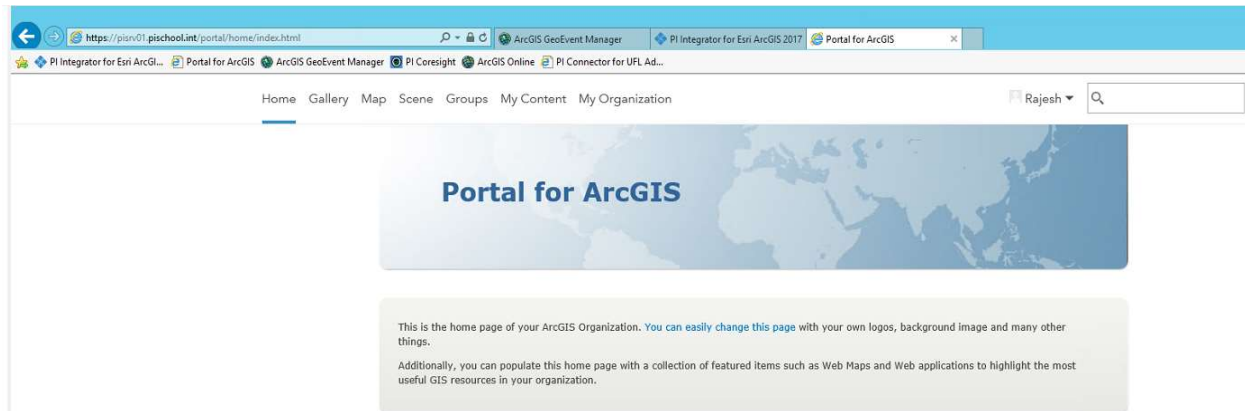 https://pisrv01.pischool.int/portal/home/index.html
ArcGIS GeoEvent Manager
PI Integrator for Esri ArcGIS 2017
Portal for ArcGIS
PI Integrator for Esri ArcGI...
Portal for ArcGIS
ArcGIS GeoEvent Manager
PI Coresight
ArcGIS Online
PI Connector for UFL Ad...
Home Gallery Map Scene Groups My Content My Organization
Rajesh
Portal for ArcGIS
This is the home page of your ArcGIS Organization. You can easily change this page with your own logos, background image and many other
things.
Additionally, you can populate this home page with a collection of featured items such as Web Maps and Web applications to highlight the most
useful GIS resources in your organization.